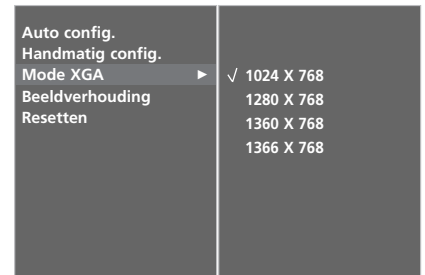 Auto config.
Handmatig config.
Mode XGA ►
Beeldverhouding
Resetten
√ 1024 X 768
1280 X 768
1360 X 768
1366 X 768